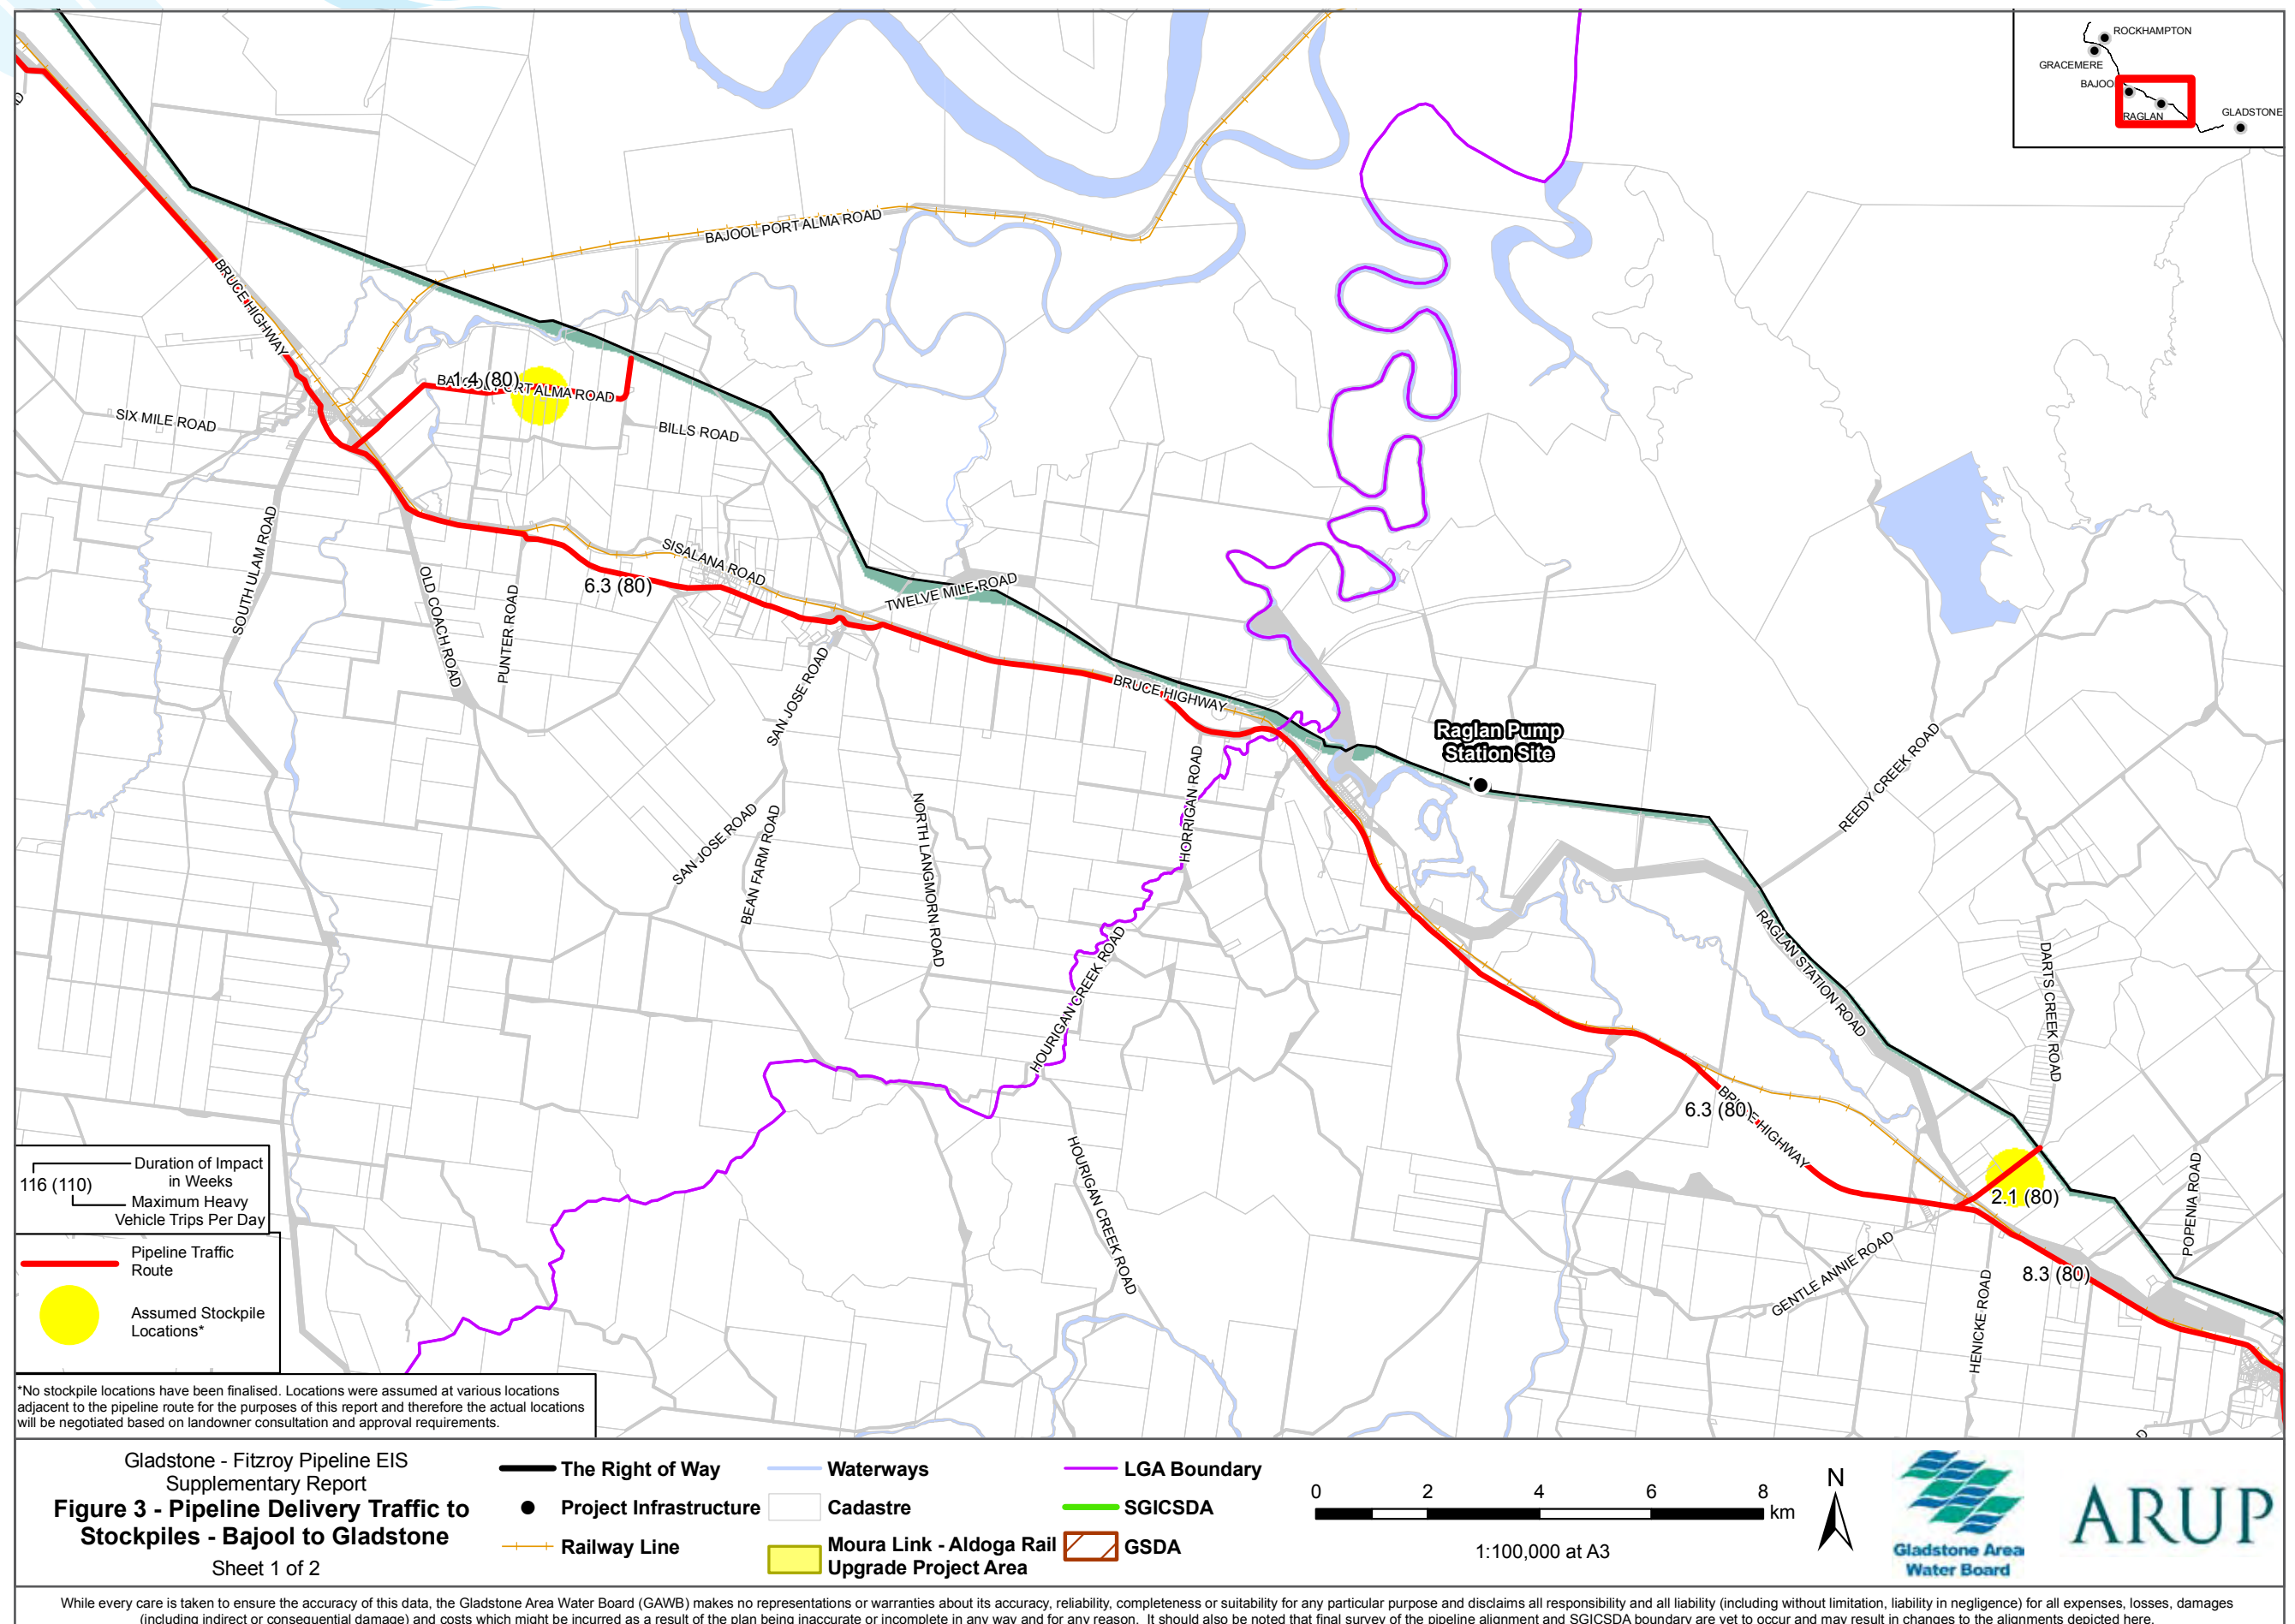 ROCKHAMPTON
GRACEMERE
BAJOO
RAGLAN
GLADSTONE
BAJOOL PORT ALMA ROAD
BRUCE HIGHWAY
1.4 (80)
PORT ALMA ROAD
SIX MILE ROAD
BILLS ROAD
SOUTH ULAM ROAD
OLD COACH ROAD
PUNTER ROAD
SISALANA ROAD
6.3 (80)
TWELVE MILE ROAD
SAN JOSE ROAD
BRUCE HIGHWAY
Raglan Pump
Station Site
HORRIGAN ROAD
REEDY CREEK ROAD
SAN JOSE ROAD
BEAN FARM ROAD
NORTH LANGMORN ROAD
HOURIGAN CREEK ROAD
RAGLAN STATION ROAD
DARTS CREEK ROAD
6.3 (80)
BRUCE HIGHWAY
HOURIGAN CREEK ROAD
2.1 (80)
POPENIA ROAD
GENTLE ANNIE ROAD
HENICKE ROAD
8.3 (80)
Duration of Impact
in Weeks
116 (110)
Maximum Heavy
Vehicle Trips Per Day
Pipeline Traffic
Route
Assumed Stockpile
Locations*
*No stockpile locations have been finalised. Locations were assumed at various locations
adjacent to the pipeline route for the purposes of this report and therefore the actual locations
will be negotiated based on landowner consultation and approval requirements.
Gladstone - Fitzroy Pipeline EIS
Supplementary Report
Figure 3 - Pipeline Delivery Traffic to
Stockpiles - Bajool to Gladstone
Sheet 1 of 2
The Right of Way
Project Infrastructure
Railway Line
Waterways
Cadastre
Moura Link - Aldoga Rail
Upgrade Project Area
LGA Boundary
SGICSDA
GSDA
0 2 4 6 8
km
1:100,000 at A3
N
Gladstone Area
Water Board
ARUP
While every care is taken to ensure the accuracy of this data, the Gladstone Area Water Board (GAWB) makes no representations or warranties about its accuracy, reliability, completeness or suitability for any particular purpose and disclaims all responsibility and all liability (including without limitation, liability in negligence) for all expenses, losses, damages
(including indirect or consequential damage) and costs which might be incurred as a result of the plan being inaccurate or incomplete in any way and for any reason. It should also be noted that final survey of the pipeline alignment and SGICSDA boundary are yet to occur and may result in changes to the alignments depicted here.